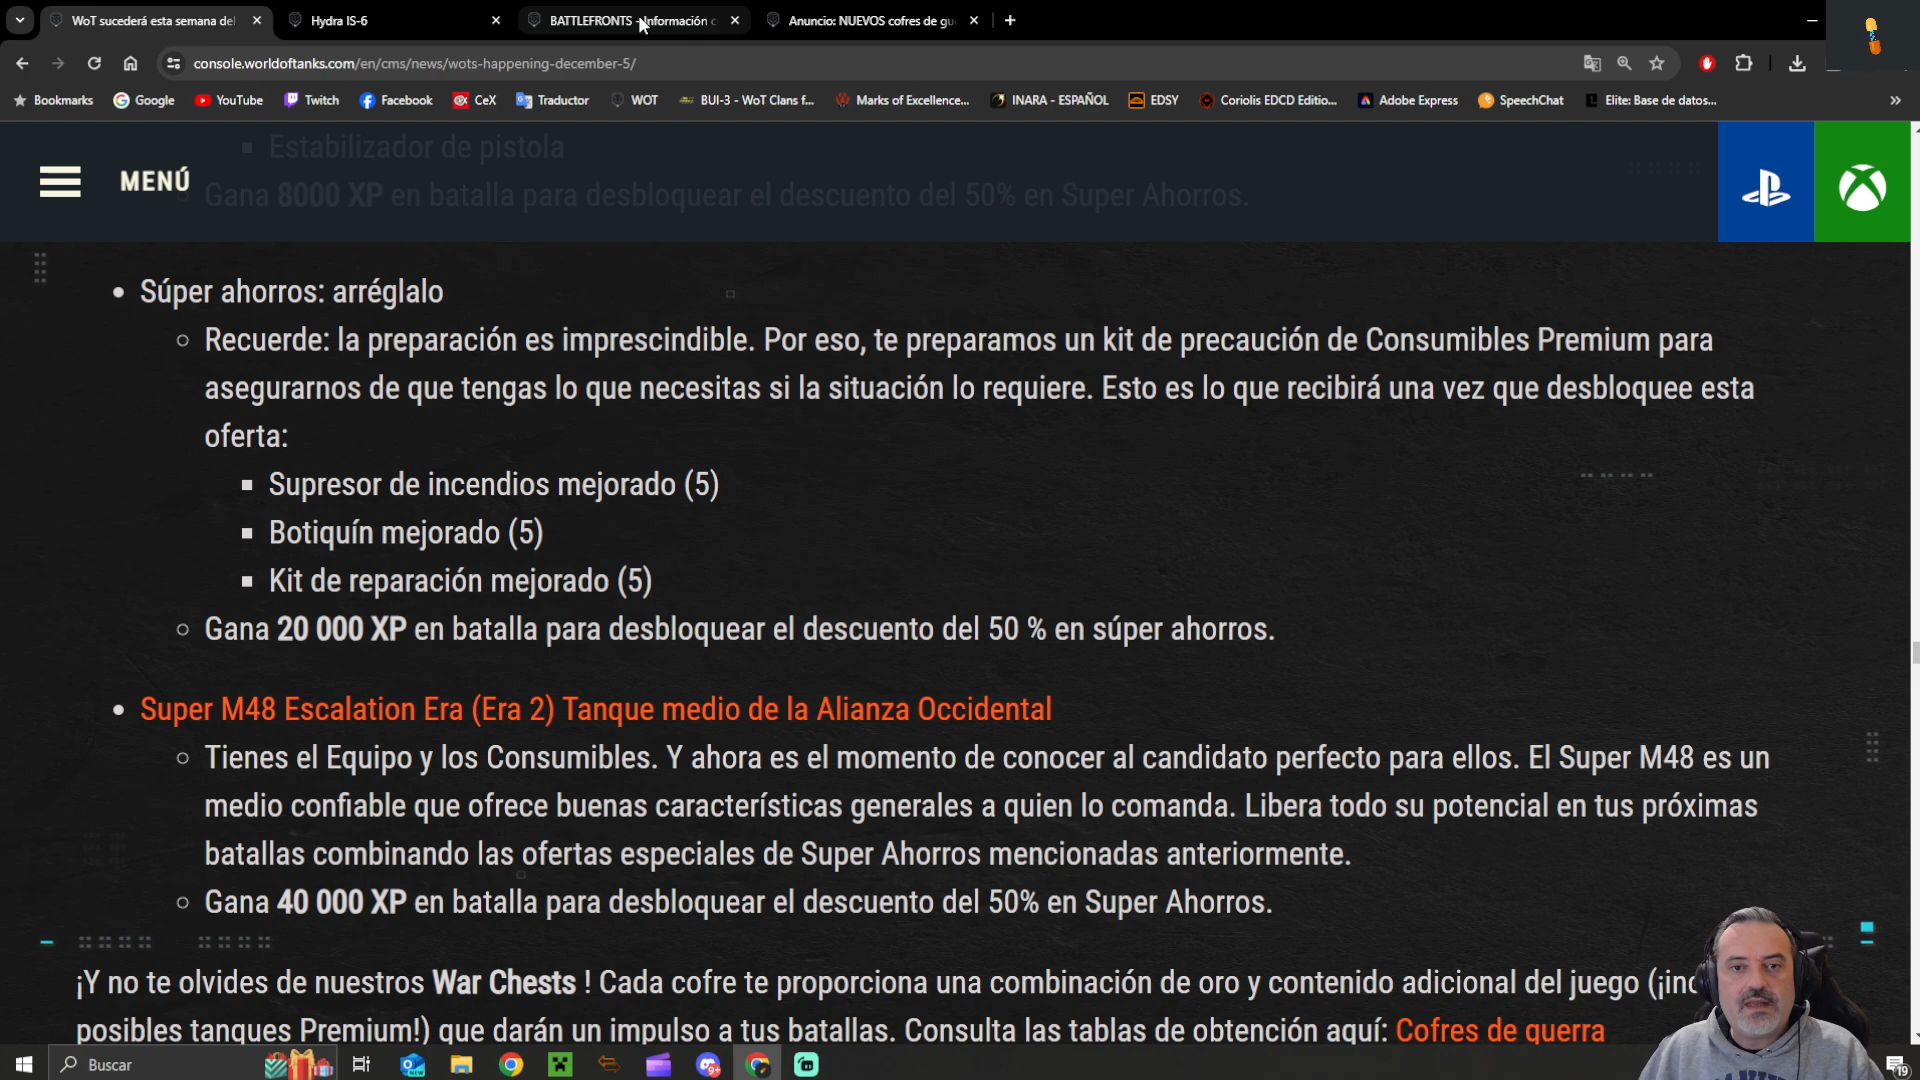 WoT sucederá esta semana del
Hydra IS-6
BATTLEFRONTS - Información c
Anuncio: NUEVOS cofres de gue
console.worldoftanks.com/en/cms/news/wots-happening-december-5/
Bookmarks
Google
YouTube
Twitch
Facebook
CeX
Traductor
WOT
BUI-3 - WoT Clans f...
Marks of Excellence...
INARA - ESPAÑOL
EDSY
Coriolis EDCD Editio...
Adobe Express
SpeechChat
Elite: Base de datos...
Estabilizador de pistola
MENÚ
Gana 8000 XP en batalla para desbloquear el descuento del 50% en Super Ahorros.
Súper ahorros: arréglalo
Recuerde: la preparación es imprescindible. Por eso, te preparamos un kit de precaución de Consumibles Premium para
asegurarnos de que tengas lo que necesitas si la situación lo requiere. Esto es lo que recibirá una vez que desbloquee esta
oferta:
Supresor de incendios mejorado (5)
Botiquín mejorado (5)
Kit de reparación mejorado (5)
Gana 20 000 XP en batalla para desbloquear el descuento del 50 % en súper ahorros.
Super M48 Escalation Era (Era 2) Tanque medio de la Alianza Occidental
Tienes el Equipo y los Consumibles. Y ahora es el momento de conocer al candidato perfecto para ellos. El Super M48 es un
medio confiable que ofrece buenas características generales a quien lo comanda. Libera todo su potencial en tus próximas
batallas combinando las ofertas especiales de Super Ahorros mencionadas anteriormente.
Gana 40 000 XP en batalla para desbloquear el descuento del 50% en Super Ahorros.
¡Y no te olvides de nuestros War Chests ! Cada cofre te proporciona una combinación de oro y contenido adicional del juego (¡inc
posibles tanques Premium!) que darán un impulso a tus batallas. Consulta las tablas de obtención aquí: Cofres de guerra
Buscar
NEW
9+
19